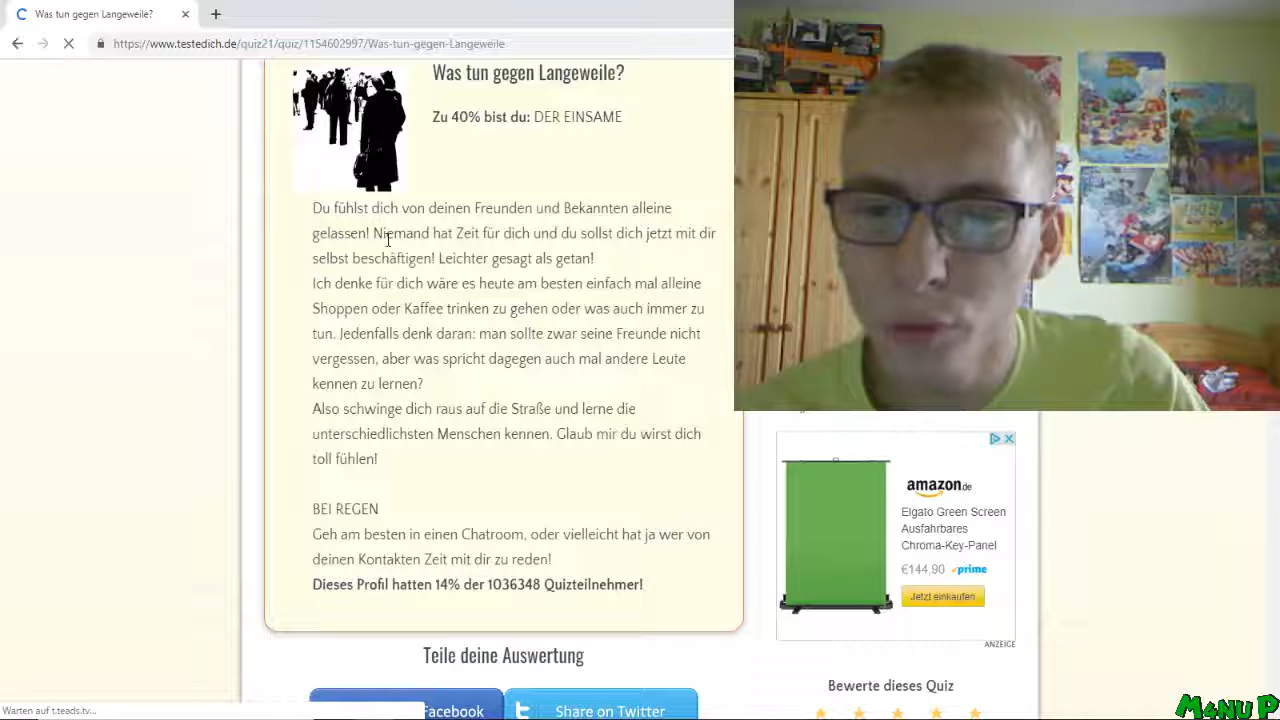 Was tun gegen Langeweile?
https://www.testedich.de/quiz21/quiz/1154602997/Was-tun-gegen-Langeweile
Was tun gegen Langeweile?
Zu 40% bist du: DER EINSAME
Du fühlst dich von deinen Freunden und Bekannten alleine
gelassen! Niemand hat Zeit für dich und du sollst dich jetzt mit dir
selbst beschäftigen! Leichter gesagt als getan!
Ich denke für dich wäre es heute am besten einfach mal alleine
Shoppen oder Kaffee trinken zu gehen oder was auch immer zu
tun. Jedenfalls denk daran: man sollte zwar seine Freunde nicht
vergessen, aber was spricht dagegen auch mal andere Leute
kennen zu lernen?
Also schwinge dich raus auf die Straße und lerne die
unterschiedlichsten Menschen kennen. Glaub mir du wirst dich
toll fühlen!
BEI REGEN
Geh am besten in einen Chatroom, oder vielleicht hat ja wer von
deinen Kontakten Zeit mit dir zu reden!
Dieses Profil hatten 14% der 1036348 Quizteilnehmer!
Teile deine Auswertung
Facebook
Share on Twitter
amazon.de
Elgato Green Screen
Ausfahrbares
Chroma-Key-Panel
€144,90 prime
Jetzt einkaufen
ANZEIGE
Bewerte dieses Quiz
Warten auf t.teads.tv...
M4NU P